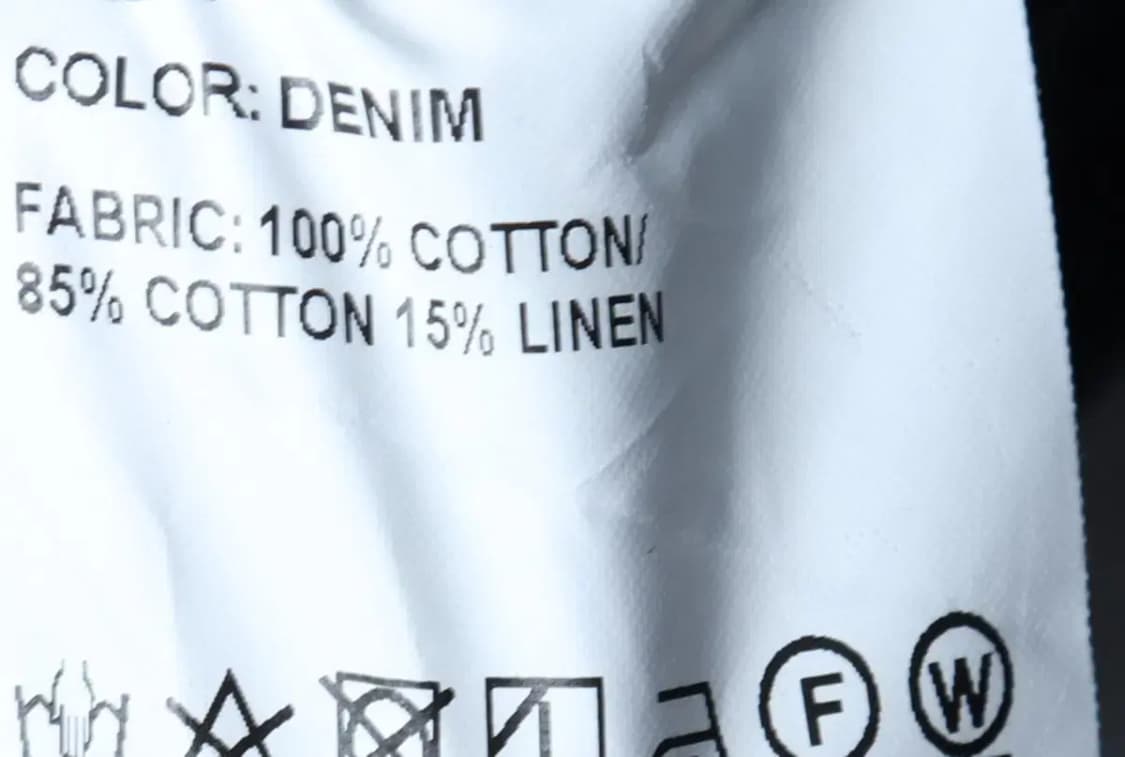 COLOR: DENIM
FABRIC: 100% COTTON/
85% COTTON 15% LINEN
F W